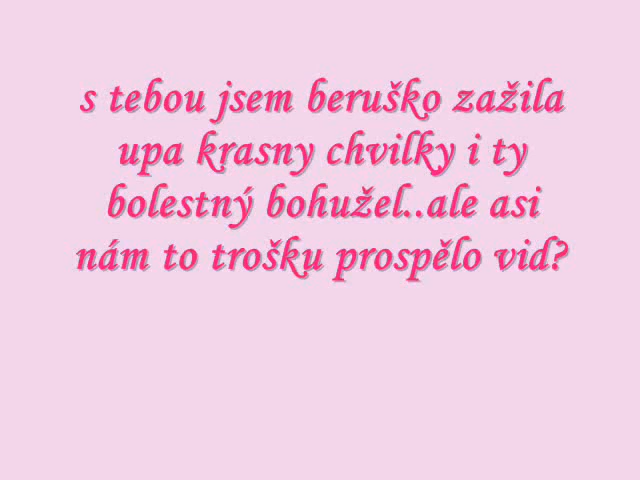 s tebou jsem beruško zažila
upa krasny chvilky i ty
bolestný bohužel..ale asi
nám to trošku prospělo vid?